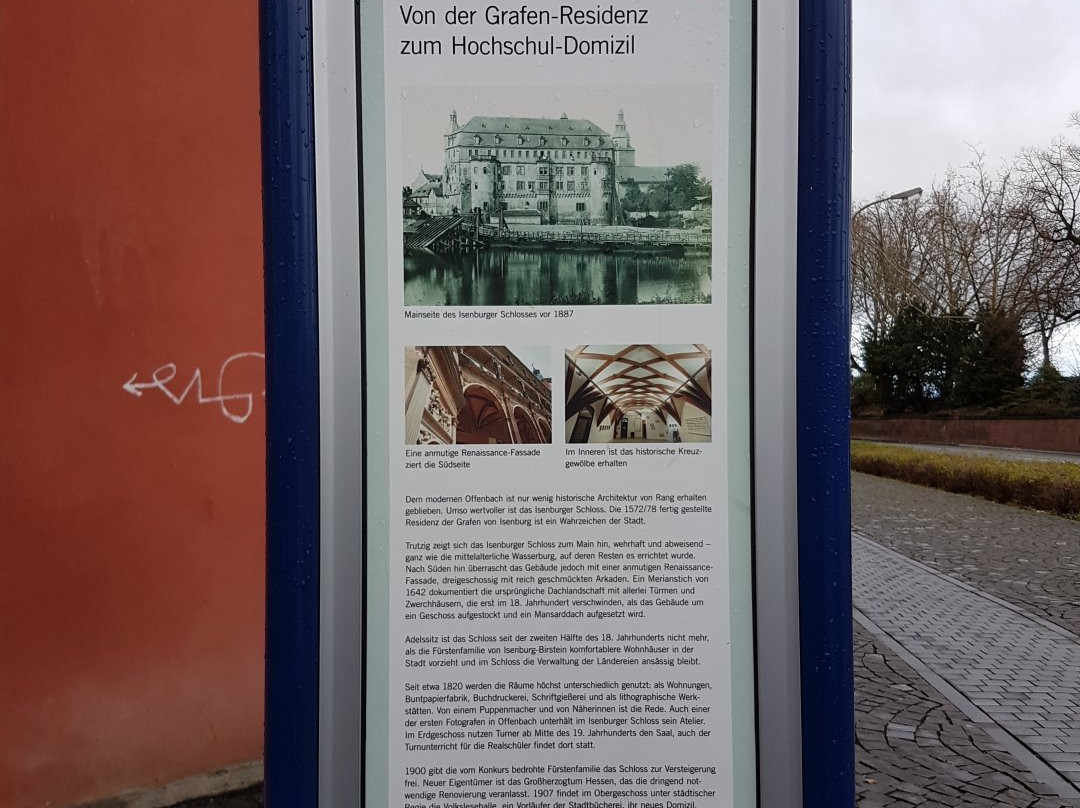 Von der Grafen-Residenz
zum Hochschul-Domizil
Mainseite des Isenburger Schlosses vor 1887
Eine anmutige Renaissance-Fassade
ziert die Südseite
Im Inneren ist das historische Kreuz-
gewölbe erhalten
Dem modernen Offenbach ist nur wenig historische Architektur von Rang erhalten
geblieben. Umso wertvoller ist das Isenburger Schloss. Die 1572/78 fertig gestellte
Residenz der Grafen von Isenburg ist ein Wahrzeichen der Stadt.
Trutzig zeigt sich das Isenburger Schloss zum Main hin, wehrhaft und abweisend –
ganz wie die mittelalterliche Wasserburg, auf deren Resten es errichtet wurde.
Nach Süden hin überrascht das Gebäude jedoch mit einer anmutigen Renaissance-
Fassade, dreigeschossig mit reich geschmückten Arkaden. Ein Merianstich von
1642 dokumentiert die ursprüngliche Dachlandschaft mit allerlei Türmen und
Zwerchhäusern, die erst im 18. Jahrhundert verschwinden, als das Gebäude um
ein Geschoss aufgestockt und ein Mansarddach aufgesetzt wird.
Adelssitz ist das Schloss seit der zweiten Hälfte des 18. Jahrhunderts nicht mehr,
als die Fürstenfamilie von Isenburg-Birstein komfortablere Wohnhäuser in der
Stadt vorzieht und im Schloss die Verwaltung der Ländereien ansässig bleibt.
Seit etwa 1820 werden die Räume höchst unterschiedlich genutzt: als Wohnungen,
Buntpapierfabrik, Buchdruckerei, Schriftgießerei und als lithographische Werk-
stätten. Von einem Puppenmacher und von Näherinnen ist die Rede. Auch einer
der ersten Fotografen in Offenbach unterhält im Isenburger Schloss sein Atelier.
Im Erdgeschoss nutzen Turner ab Mitte des 19. Jahrhunderts den Saal, auch der
Turnunterricht für die Realschüler findet dort statt.
1900 gibt die vom Konkurs bedrohte Fürstenfamilie das Schloss zur Versteigerung
frei. Neuer Eigentümer ist das Großherzogtum Hessen, das die dringend not-
wendige Renovierung veranlasst. 1907 findet im Obergeschoss unter städtischer
Regie die Volkslesehalle, ein Vorläufer der Stadtbücherei, ihr neues Domizil.